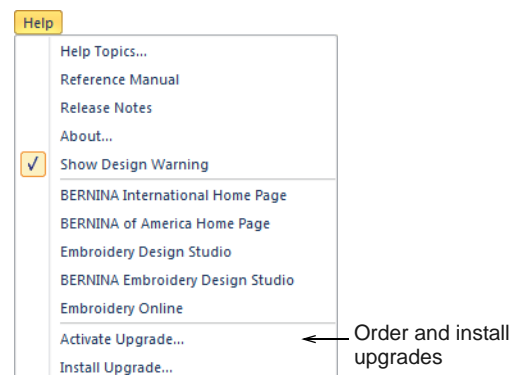 Help
Help Topics...
Reference Manual
Release Notes
About...
Show Design Warning
BERNINA International Home Page
BERNINA of America Home Page
Embroidery Design Studio
BERNINA Embroidery Design Studio
Embroidery Online
Activate Upgrade...
Install Upgrade...
Order and install
upgrades